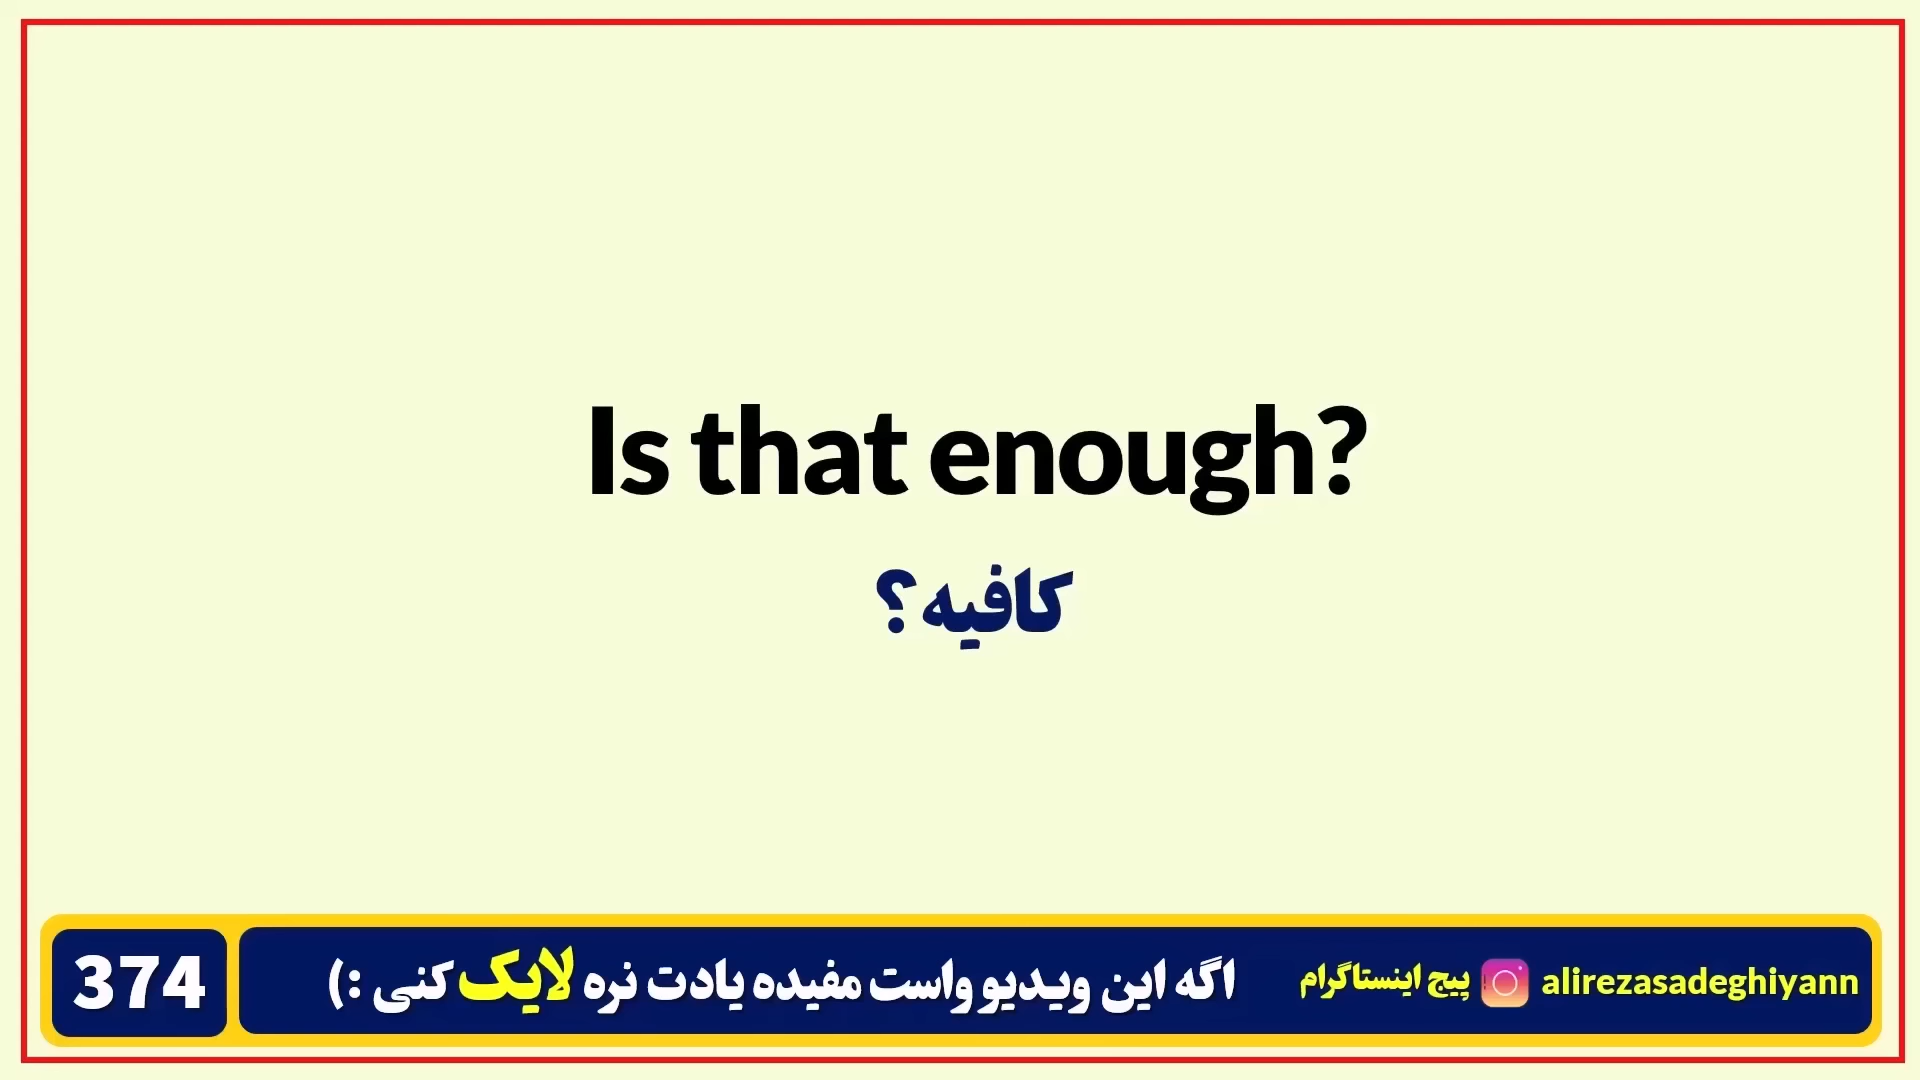 Is that enough?
کافیه؟
374
اگه این ویدیو واست مفیده یادت نره لایک کنی :)
پیج اینستاگرام
alirezasadeghiyann